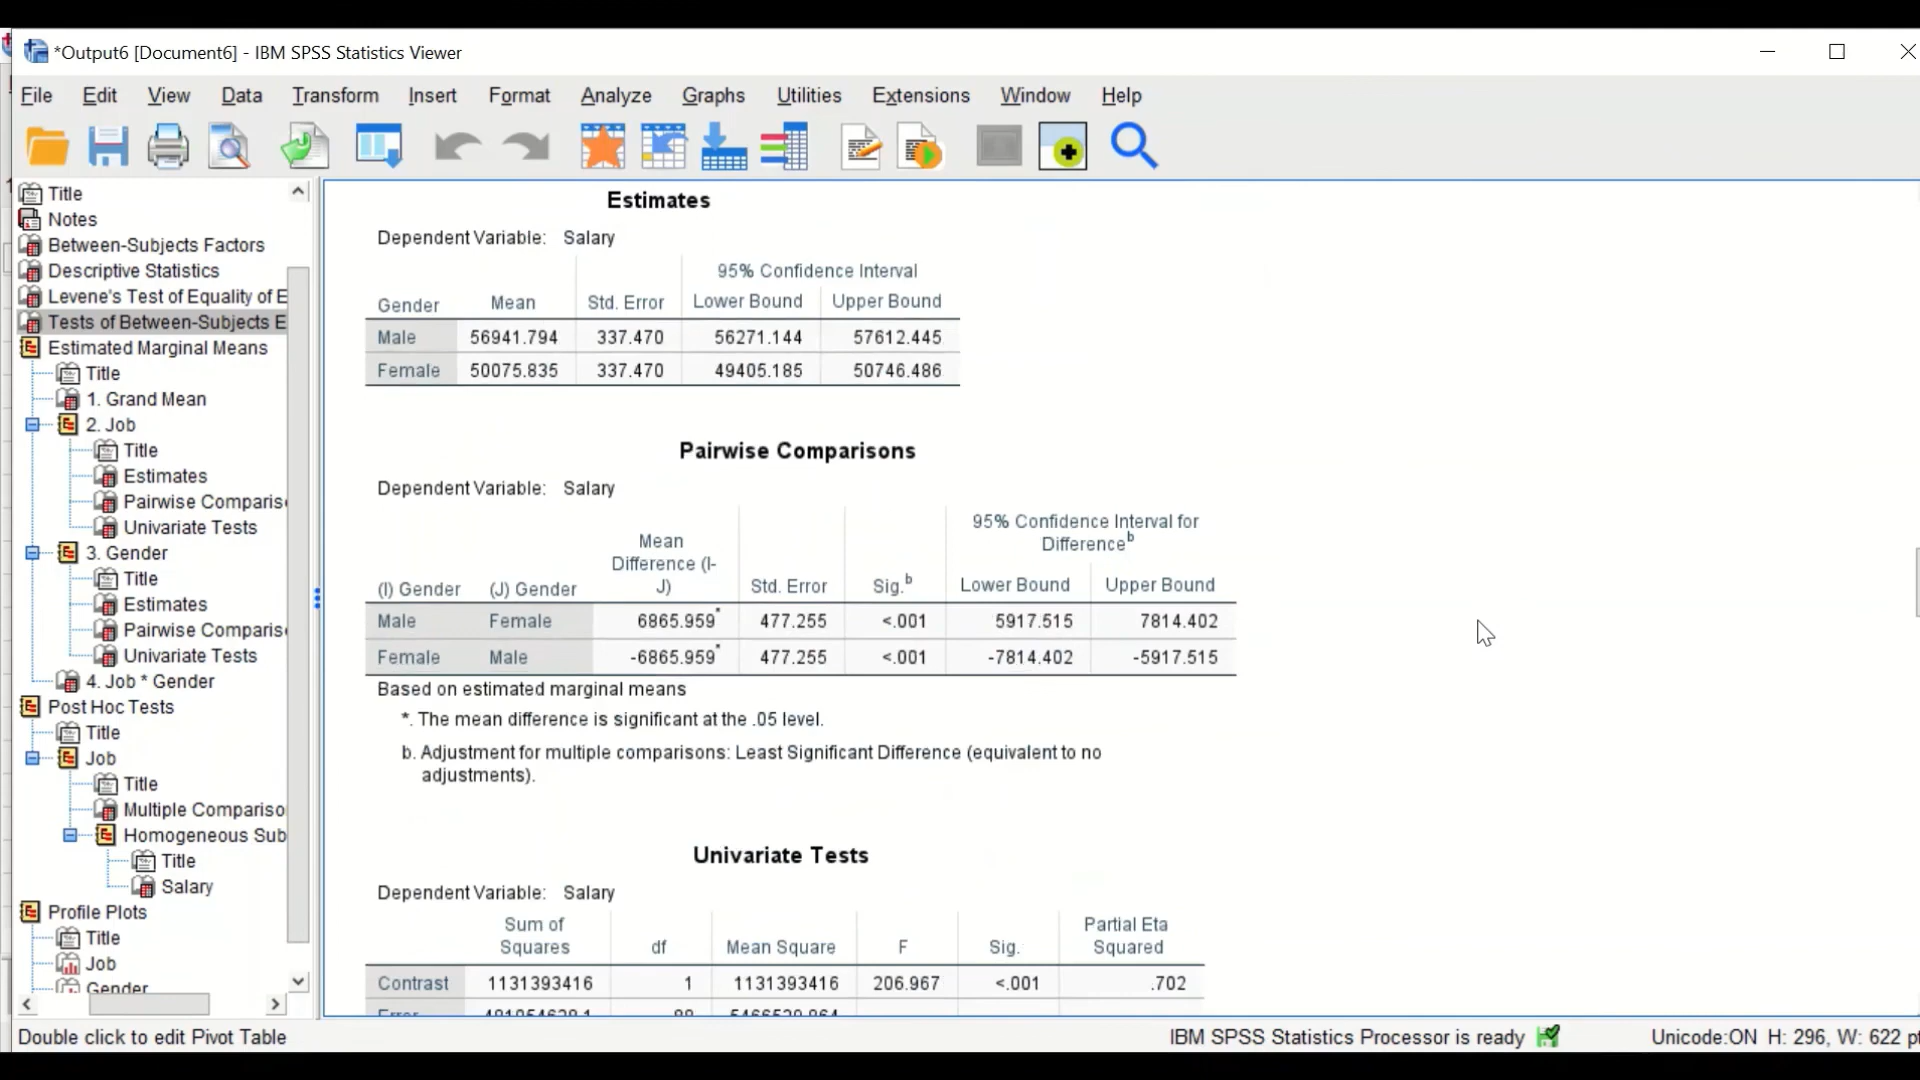 *Output6 [Document6] - IBM SPSS Statistics Viewer
File Edit View Data Transform Insert Format Analyze Graphs Utilities Extensions Window Help
Title
Notes
Between-Subjects Factors
Descriptive Statistics
Levene's Test of Equality of E
Tests of Between-Subjects E
Estimated Marginal Means
Title
1. Grand Mean
2. Job
Title
Estimates
Pairwise Comparis
Univariate Tests
3. Gender
Title
Estimates
Pairwise Comparis
Univariate Tests
4. Job * Gender
Post Hoc Tests
Title
Job
Title
Multiple Compariso
Homogeneous Sub
Title
Salary
Profile Plots
Title
Job
Gender
Estimates
Dependent Variable: Salary
95% Confidence Interval
Gender Mean Std. Error Lower Bound Upper Bound
Male 56941.794 337.470 56271.144 57612.445
Female 50075.835 337.470 49405.185 50746.486
Pairwise Comparisons
Dependent Variable: Salary
95% Confidence Interval for
Differenceb
Mean
Difference (I-
(I) Gender (J) Gender J) Std. Error Sig.b Lower Bound Upper Bound
Male Female 6865.959* 477.255 <.001 5917.515 7814.402
Female Male -6865.959* 477.255 <.001 -7814.402 -5917.515
Based on estimated marginal means
*. The mean difference is significant at the .05 level.
b. Adjustment for multiple comparisons: Least Significant Difference (equivalent to no
adjustments).
Univariate Tests
Dependent Variable: Salary
Sum of Partial Eta
Squares df Mean Square F Sig. Squared
Contrast 1131393416 1 1131393416 206.967 <.001 .702
Error
Double click to edit Pivot Table IBM SPSS Statistics Processor is ready Unicode:ON H: 296, W: 622 pt